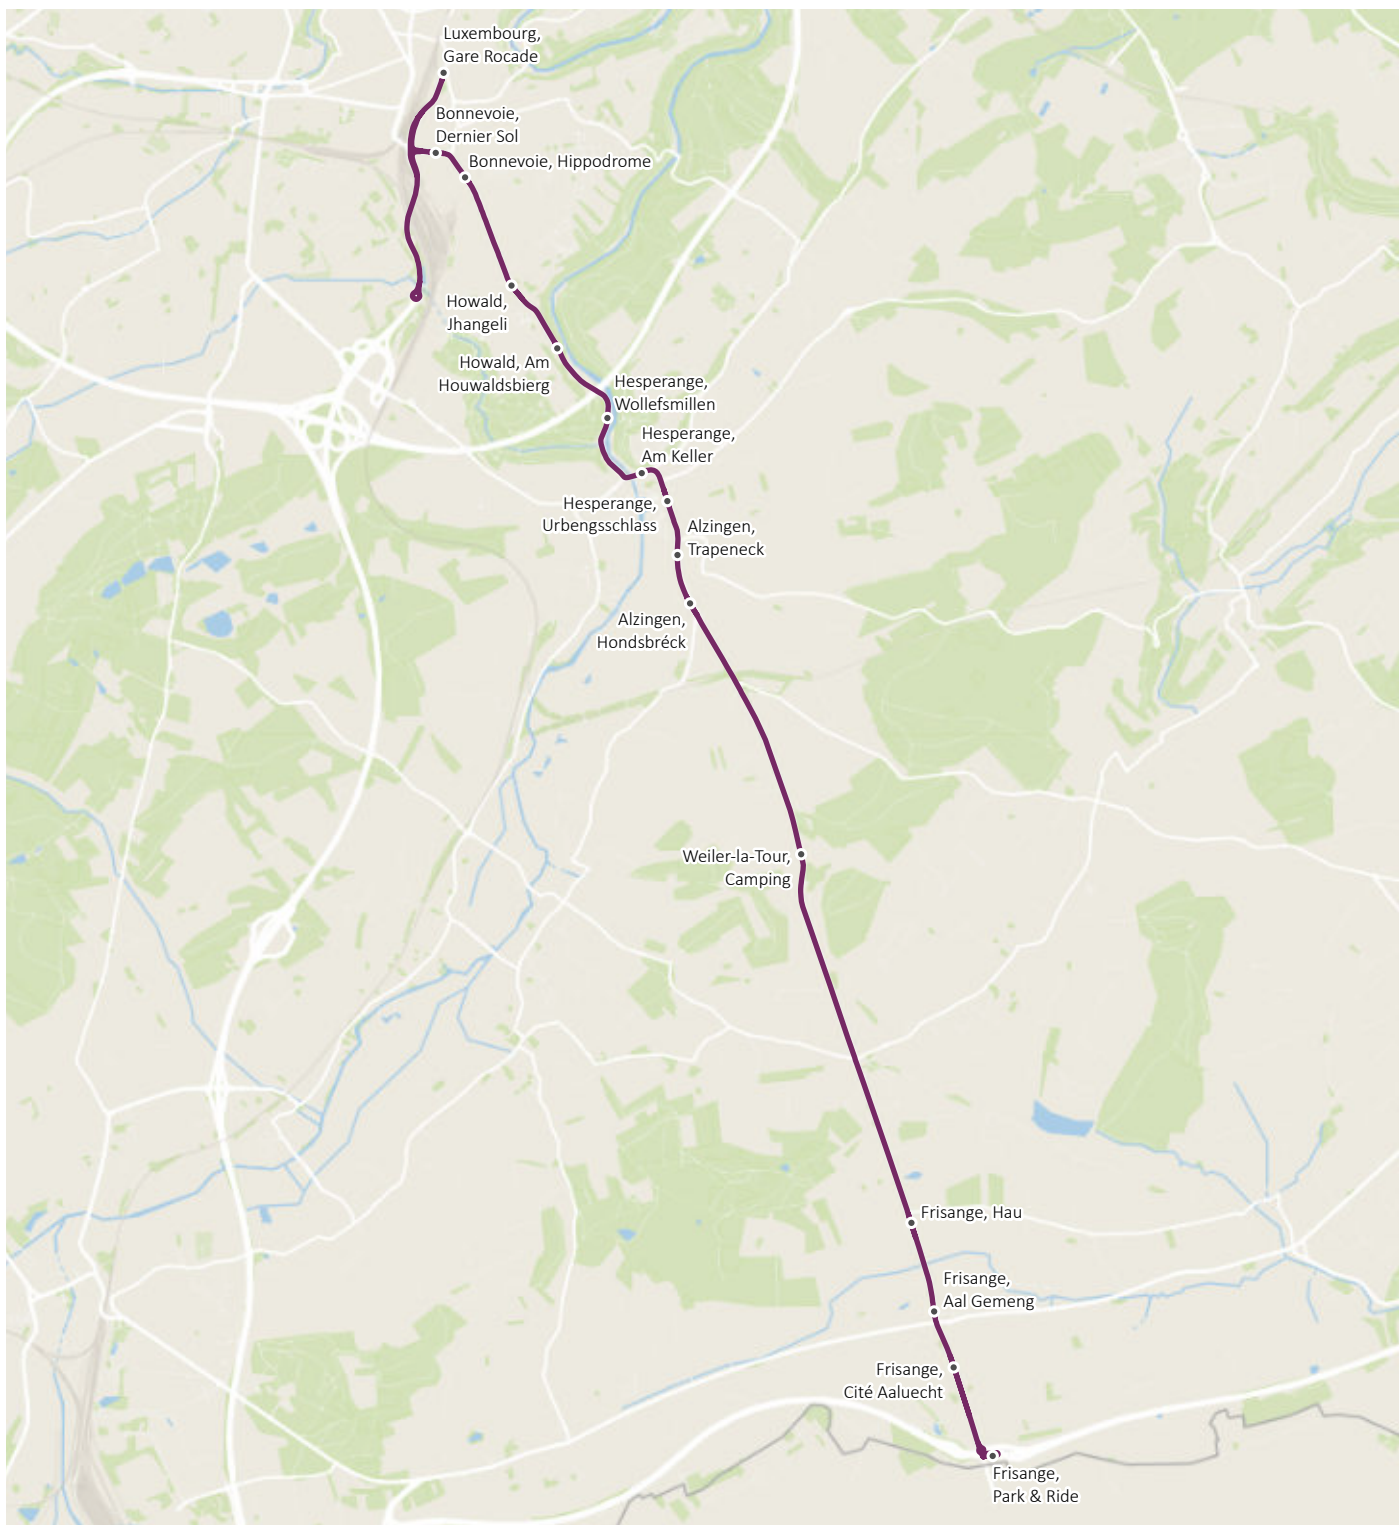 Luxembourg,
Gare Rocade
Bonnevoie,
Dernier Sol
Bonnevoie, Hippodrome
Howald,
Jhangeli
Howald, Am
Houwaldsbierg
Hesperange,
Wollefsmillen
Hesperange,
Am Keller
Hesperange,
Urbengsschlass
Alzingen,
Trapeneck
Alzingen,
Hondsbréck
Weiler-la-Tour,
Camping
Frisange, Hau
Frisange,
Aal Gemeng
Frisange,
Cité Aaluecht
Frisange,
Park & Ride